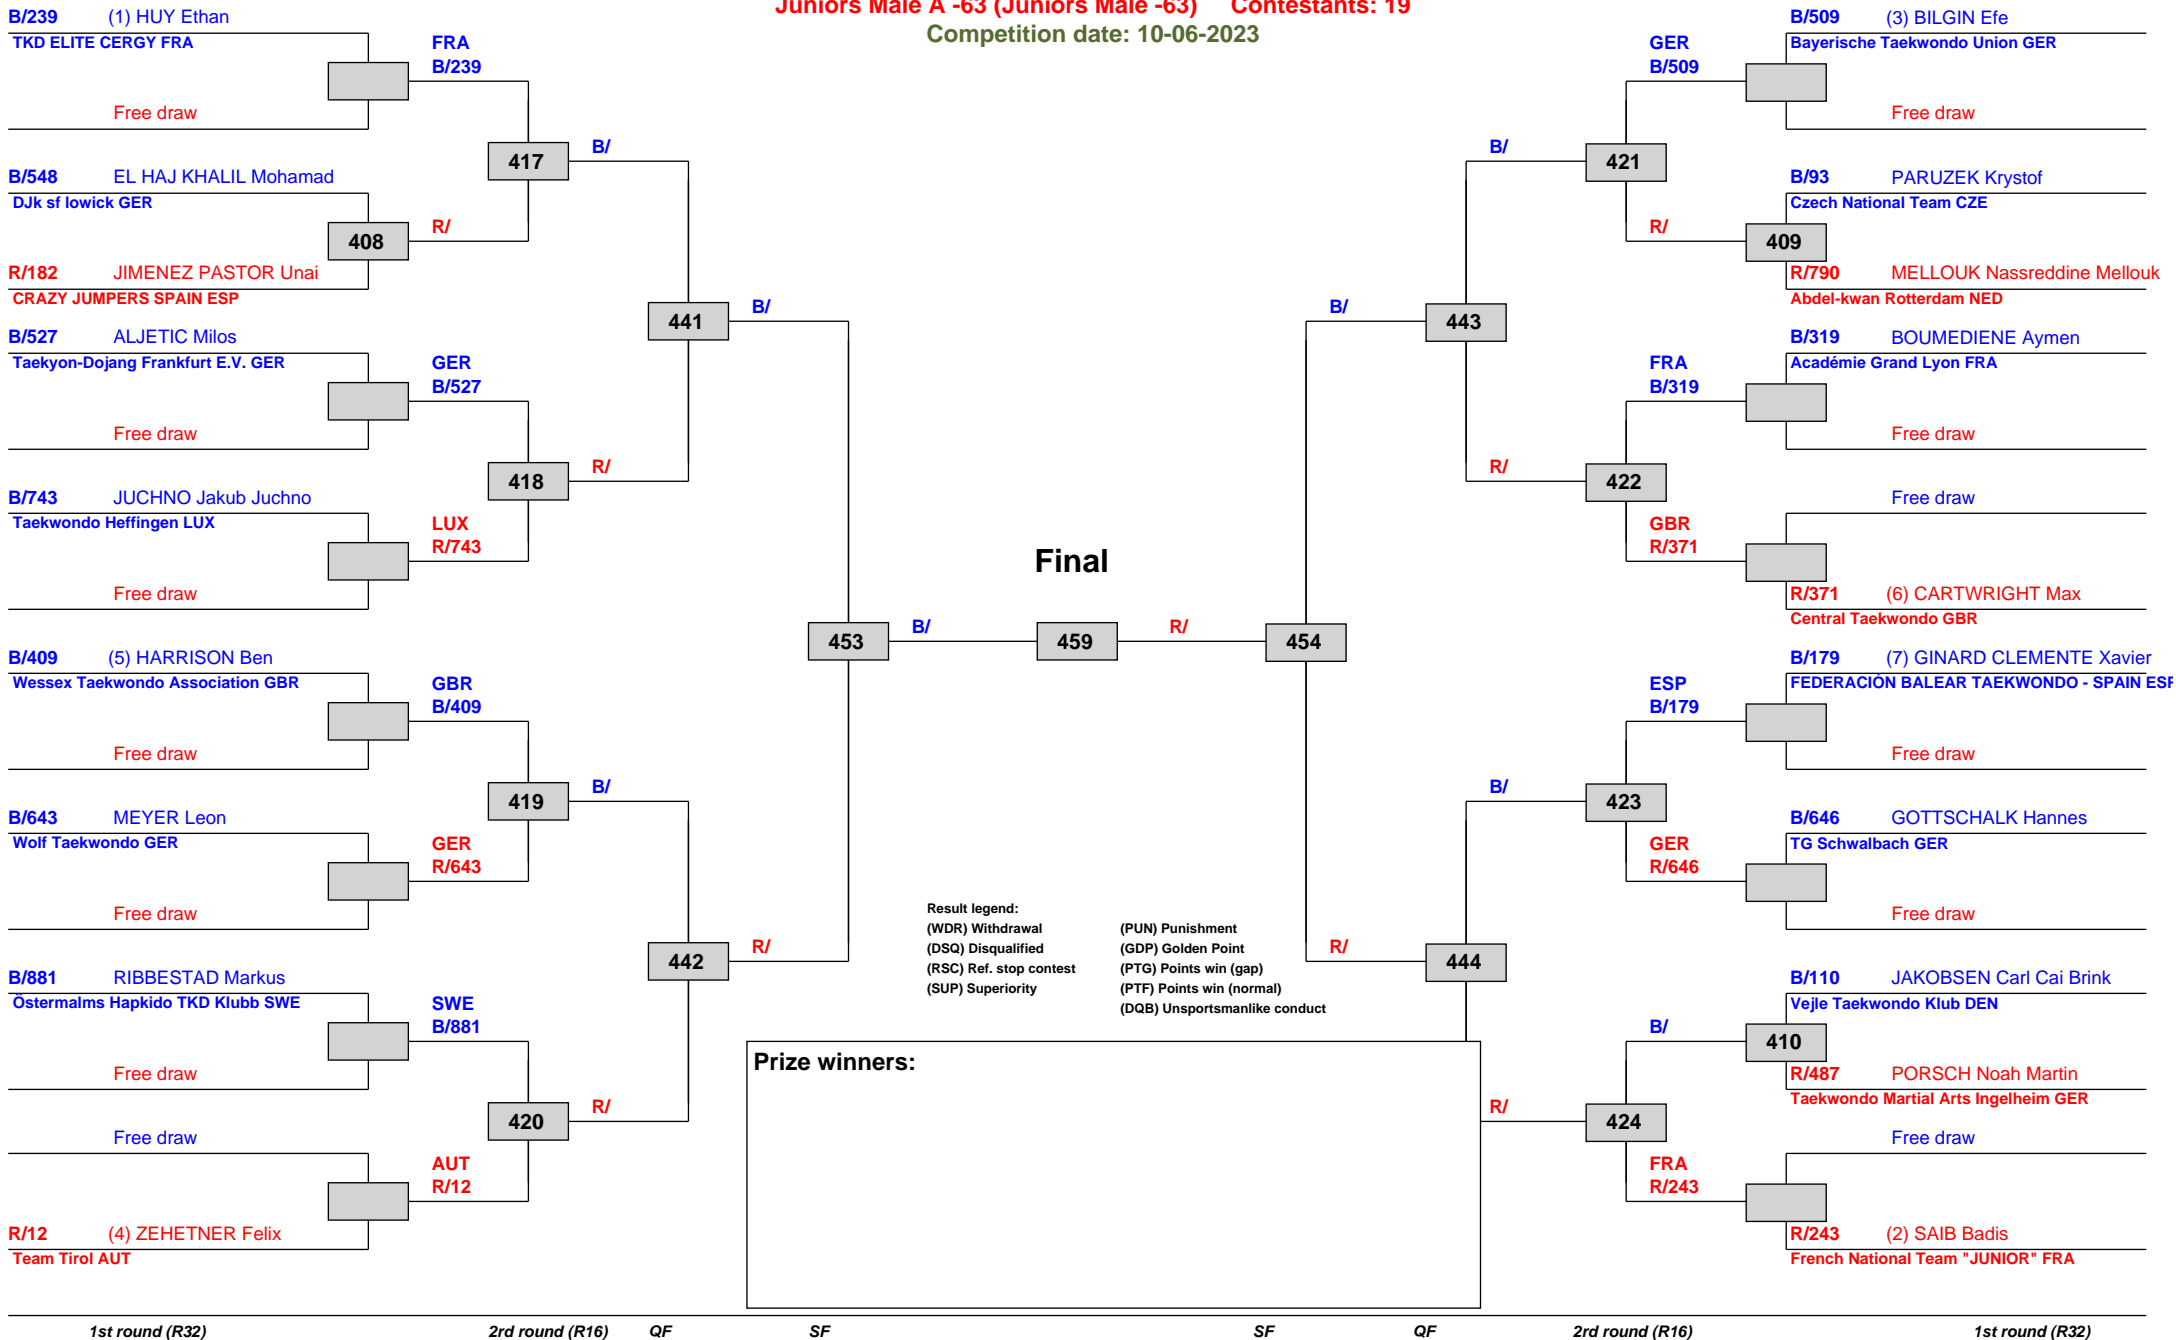 Juniors Male A -63 (Juniors Male -63) Contestants: 19
Competition date: 10-06-2023
B/239 (1) HUY Ethan
TKD ELITE CERGY FRA
Free draw
FRA
B/239
B/548 EL HAJ KHALIL Mohamad
DJk sf lowick GER
408
R/
R/182 JIMENEZ PASTOR Unai
CRAZY JUMPERS SPAIN ESP
417
B/
B/527 ALJETIC Milos
Taekyon-Dojang Frankfurt E.V. GER
GER
B/527
Free draw
418
R/
B/743 JUCHNO Jakub Juchno
Taekwondo Heffingen LUX
LUX
R/743
Free draw
441
B/
B/409 (5) HARRISON Ben
Wessex Taekwondo Association GBR
GBR
B/409
Free draw
419
B/
B/643 MEYER Leon
Wolf Taekwondo GER
GER
R/643
Free draw
442
R/
B/881 RIBBESTAD Markus
Östermalms Hapkido TKD Klubb SWE
SWE
B/881
Free draw
420
R/
Free draw
AUT
R/12
R/12 (4) ZEHETNER Felix
Team Tirol AUT
Final
453
B/
459
R/
454
B/509 (3) BILGIN Efe
Bayerische Taekwondo Union GER
GER
B/509
Free draw
B/
421
B/93 PARUZEK Krystof
Czech National Team CZE
R/
409
R/790 MELLOUK Nassreddine Mellouk
Abdel-kwan Rotterdam NED
B/
443
B/319 BOUMEDIENE Aymen
Académie Grand Lyon FRA
FRA
B/319
Free draw
R/
422
Free draw
GBR
R/371
R/371 (6) CARTWRIGHT Max
Central Taekwondo GBR
B/179 (7) GINARD CLEMENTE Xavier
FEDERACIÓN BALEAR TAEKWONDO - SPAIN ESP
ESP
B/179
Free draw
B/
423
B/646 GOTTSCHALK Hannes
TG Schwalbach GER
GER
R/646
Free draw
R/
444
B/110 JAKOBSEN Carl Cai Brink
Vejle Taekwondo Klub DEN
B/
410
R/487 PORSCH Noah Martin
Taekwondo Martial Arts Ingelheim GER
R/
424
Free draw
FRA
R/243
R/243 (2) SAIB Badis
French National Team "JUNIOR" FRA
Result legend:
(WDR) Withdrawal (PUN) Punishment
(DSQ) Disqualified (GDP) Golden Point
(RSC) Ref. stop contest (PTG) Points win (gap)
(SUP) Superiority (PTF) Points win (normal)
(DQB) Unsportsmanlike conduct
Prize winners:
1st round (R32) 2rd round (R16) QF SF SF QF 2rd round (R16) 1st round (R32)